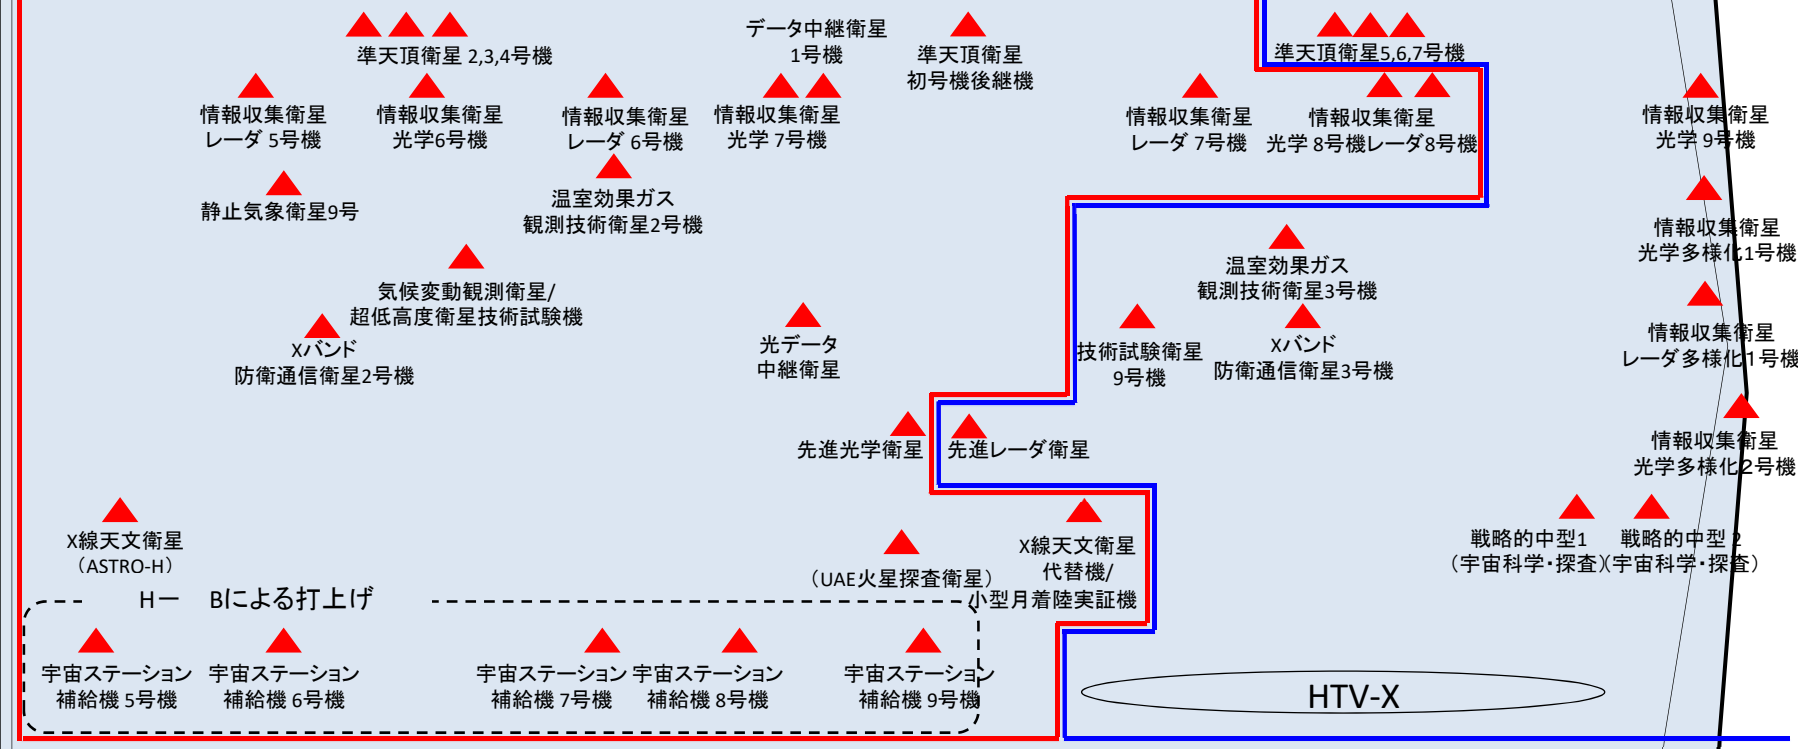 準天頂衛星 2,3,4号機
データ中継衛星
1号機
準天頂衛星
初号機後継機
準天頂衛星5,6,7号機
情報収集衛星
レーダ 5号機
情報収集衛星
光学6号機
情報収集衛星
レーダ 6号機
情報収集衛星
光学 7号機
情報収集衛星
レーダ 7号機
情報収集衛星
光学 8号機レーダ8号機
情報収集衛星
光学 9号機
静止気象衛星9号
温室効果ガス
観測技術衛星2号機
情報収集衛星
光学多様化1号機
気候変動観測衛星/
超低高度衛星技術試験機
温室効果ガス
観測技術衛星3号機
Xバンド
防衛通信衛星2号機
光データ
中継衛星
技術試験衛星
9号機
Xバンド
防衛通信衛星3号機
情報収集衛星
レーダ多様化1号機
先進光学衛星
先進レーダ衛星
情報収集衛星
光学多様化2号機
X線天文衛星
（ASTRO-H）
（UAE火星探査衛星）
X線天文衛星
代替機/
小型月着陸実証機
戦略的中型1
（宇宙科学・探査）
戦略的中型 2
（宇宙科学・探査）
Hー　Bによる打上げ
宇宙ステーション
補給機 5号機
宇宙ステーション
補給機 6号機
宇宙ステーション
補給機 7号機
宇宙ステーション
補給機 8号機
宇宙ステーション
補給機 9号機
HTV-X